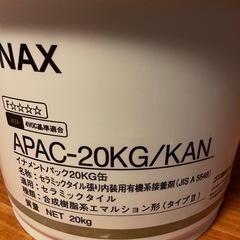 NAX
F☆☆☆☆
4VOC基準適合
APAC-20KG/KAN
イナメントパック20KG缶
名称：セラミックタイル張り内装用有機系接着剤(JIS A 5548)
適用：セラミックタイル
種類：合成樹脂系エマルション形(タイプⅡ)
質量 NET 20kg